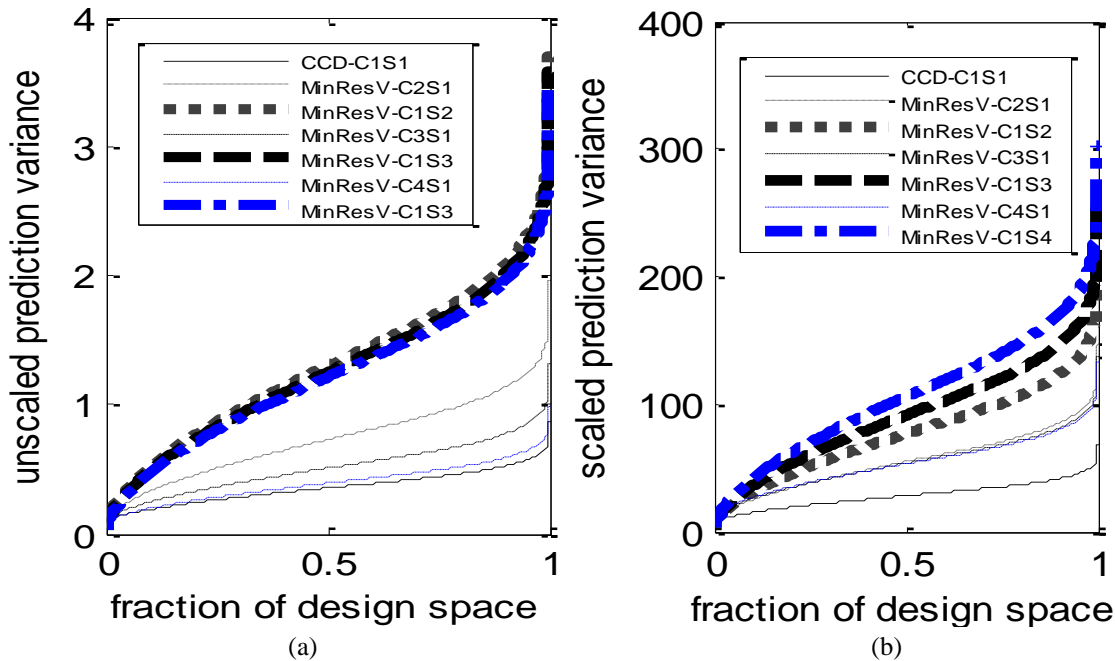 4
3
2
1
0
0
0.5
1
unscaled prediction variance
fraction of design space
CCD-C1S1
MinResV-C2S1
MinResV-C1S2
MinResV-C3S1
MinResV-C1S3
MinResV-C4S1
MinResV-C1S3
(a)
400
300
200
100
0
0
0.5
1
scaled prediction variance
fraction of design space
CCD-C1S1
MinResV-C2S1
MinResV-C1S2
MinResV-C3S1
MinResV-C1S3
MinResV-C4S1
MinResV-C1S4
(b)